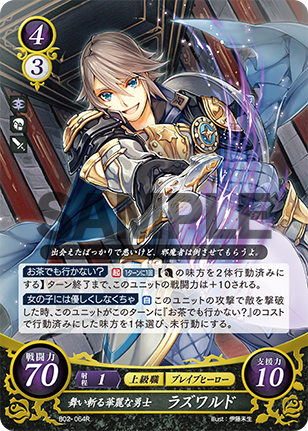 4
3
SAMPLE
出会えたばっかりで悪いけど、邪魔者は倒させてもらうよ。
お茶でも行かない？ 起 1ターンに1回 【の味方を２体行動済みに
する】ターン終了まで、このユニットの戦闘力は＋10される。
女の子には優しくしなくちゃ 自 このユニットの攻撃で敵を撃破
した時、このユニットがこのターンに『お茶でも行かない？』のコスト
で行動済みにした味方を１体選び、未行動にする。
戦闘力
70
射程 1 上級職 ブレイブヒーロー
支援力
10
舞い斬る華麗な勇士 ラズワルド
B02-064R
illust：伊藤未生